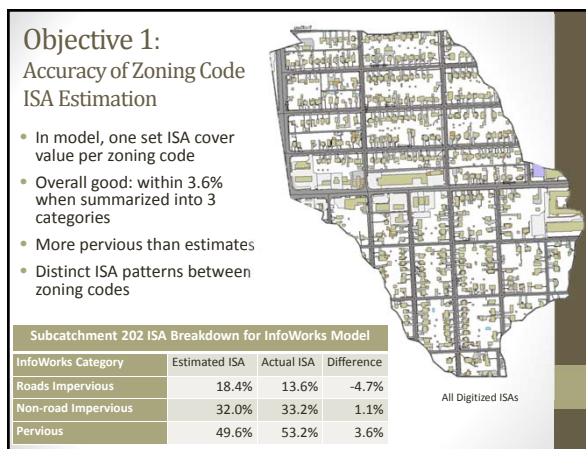 Objective 1:
Accuracy of Zoning Code
ISA Estimation
• In model, one set ISA cover
value per zoning code
• Overall good: within 3.6%
when summarized into 3
categories
• More pervious than estimates
• Distinct ISA patterns between
zoning codes
Subcatchment 202 ISA Breakdown for InfoWorks Model
InfoWorks Category Estimated ISA Actual ISA Difference
Roads Impervious 18.4% 13.6% -4.7%
Non-road Impervious 32.0% 33.2% 1.1%
Pervious 49.6% 53.2% 3.6%
All Digitized ISAs